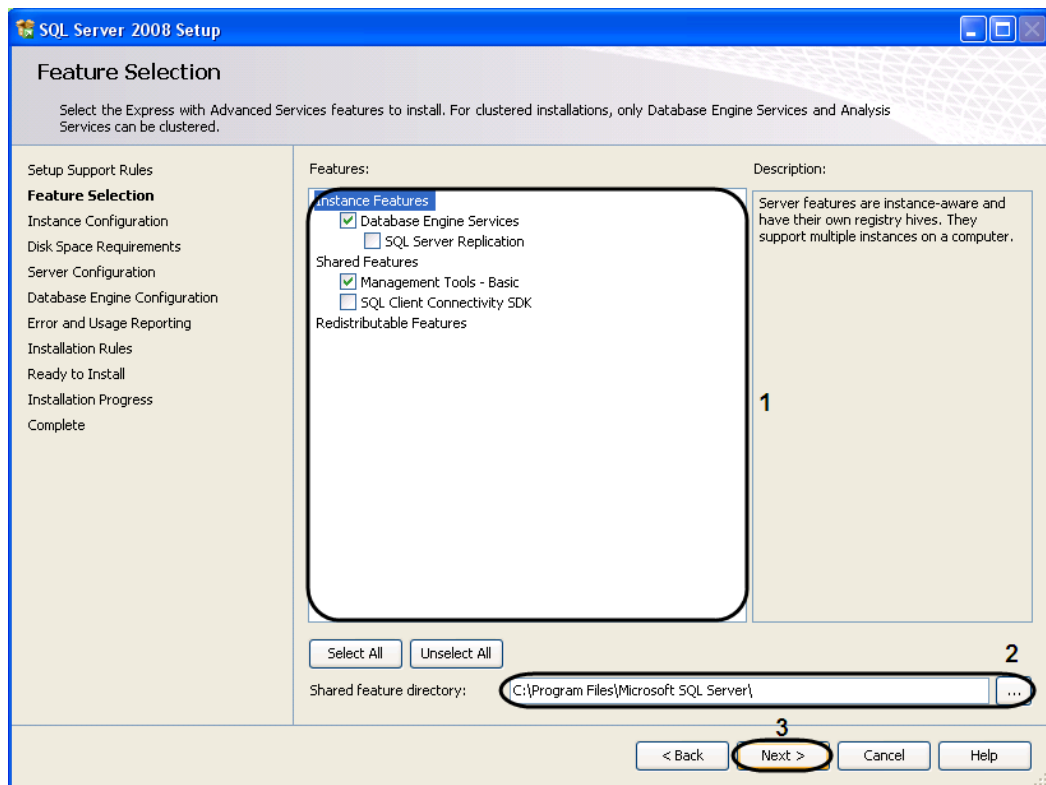 SQL Server 2008 Setup
Feature Selection
Select the Express with Advanced Services features to install. For clustered installations, only Database Engine Services and Analysis
Services can be clustered.
Setup Support Rules
Feature Selection
Instance Configuration
Disk Space Requirements
Server Configuration
Database Engine Configuration
Error and Usage Reporting
Installation Rules
Ready to Install
Installation Progress
Complete
Features:
Instance Features
Database Engine Services
SQL Server Replication
Shared Features
Management Tools - Basic
SQL Client Connectivity SDK
Redistributable Features
Description:
Server features are instance-aware and
have their own registry hives. They
support multiple instances on a computer.
1
Select All
Unselect All
2
Shared feature directory:
C:\Program Files\Microsoft SQL Server\
...
3
< Back
Next >
Cancel
Help